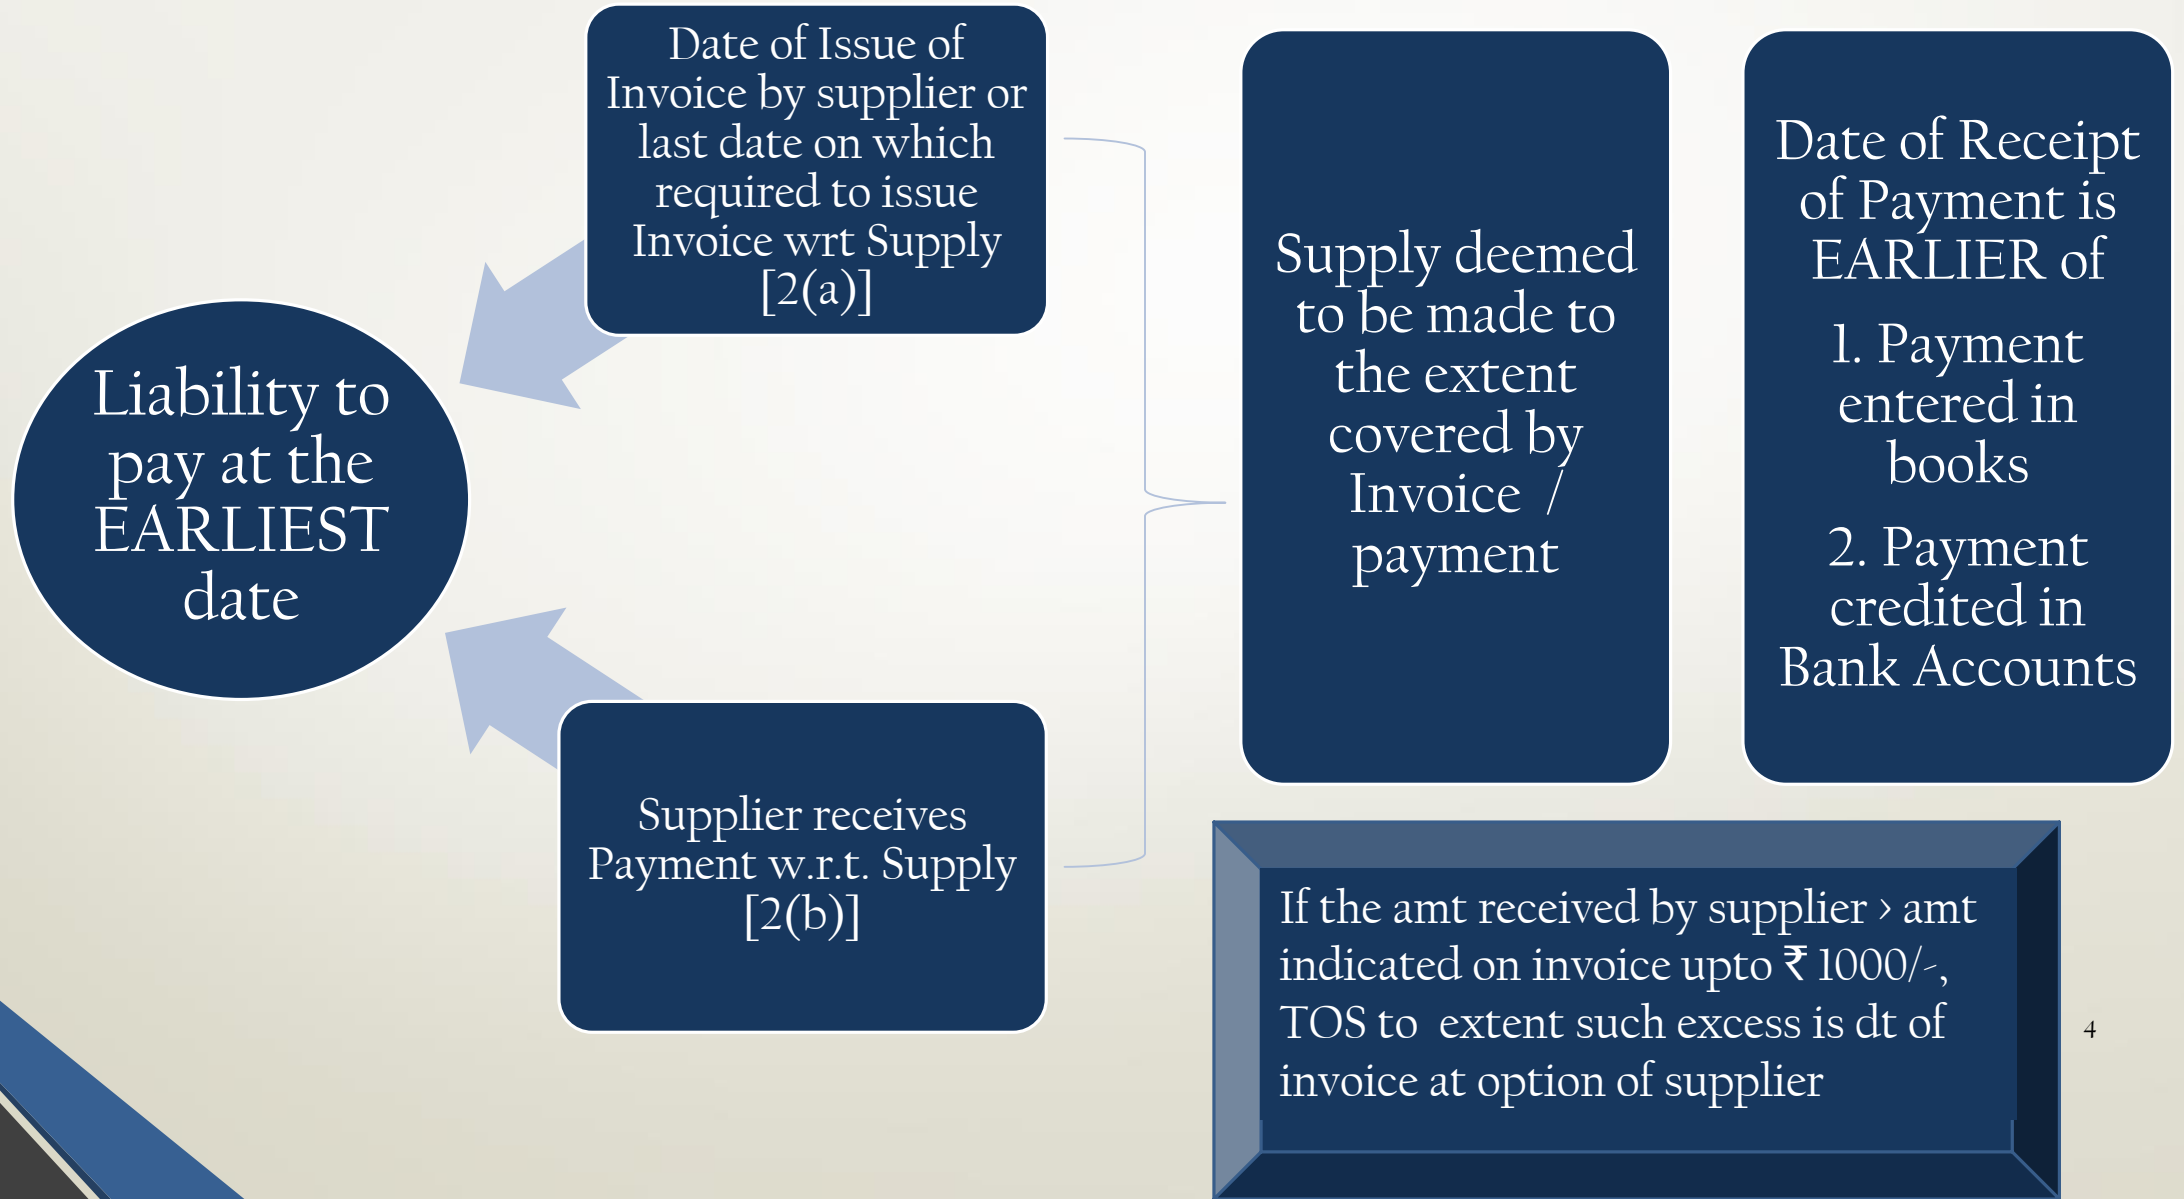 Liability to
pay at the
EARLIEST
date
Date of Issue of
Invoice by supplier or
last date on which
required to issue
Invoice wrt Supply
[2(a)]
Supplier receives
Payment w.r.t. Supply
[2(b)]
Supply deemed
to be made to
the extent
covered by
Invoice /
payment
Date of Receipt
of Payment is
EARLIER of
1. Payment
entered in
books
2. Payment
credited in
Bank Accounts
If the amt received by supplier > amt
indicated on invoice upto ₹ 1000/-,
TOS to extent such excess is dt of
invoice at option of supplier
4